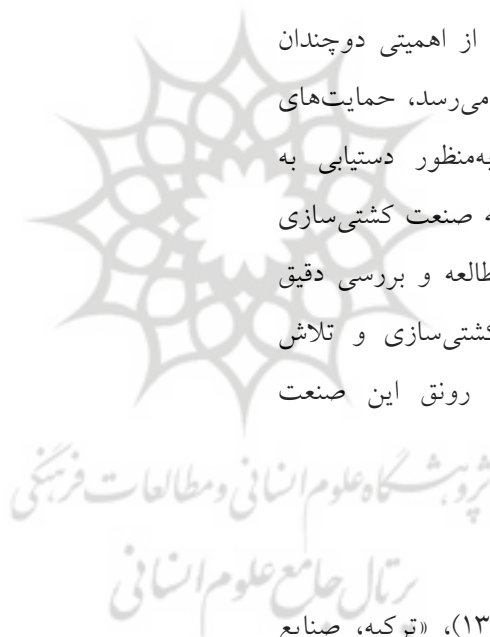 از اهمیتی دوچندان
می‌رسد، حمایت‌های
به‌منظور دستیابی به
ه صنعت کشتی‌سازی
طالعه و بررسی دقیق
کشتی‌سازی و تلاش
رونق این صنعت
پژوهشگاه علوم انسانی و مطالعات فرهنگی
پرتال جامع علوم انسانی
۱۳)، «ترکیه، صنایع